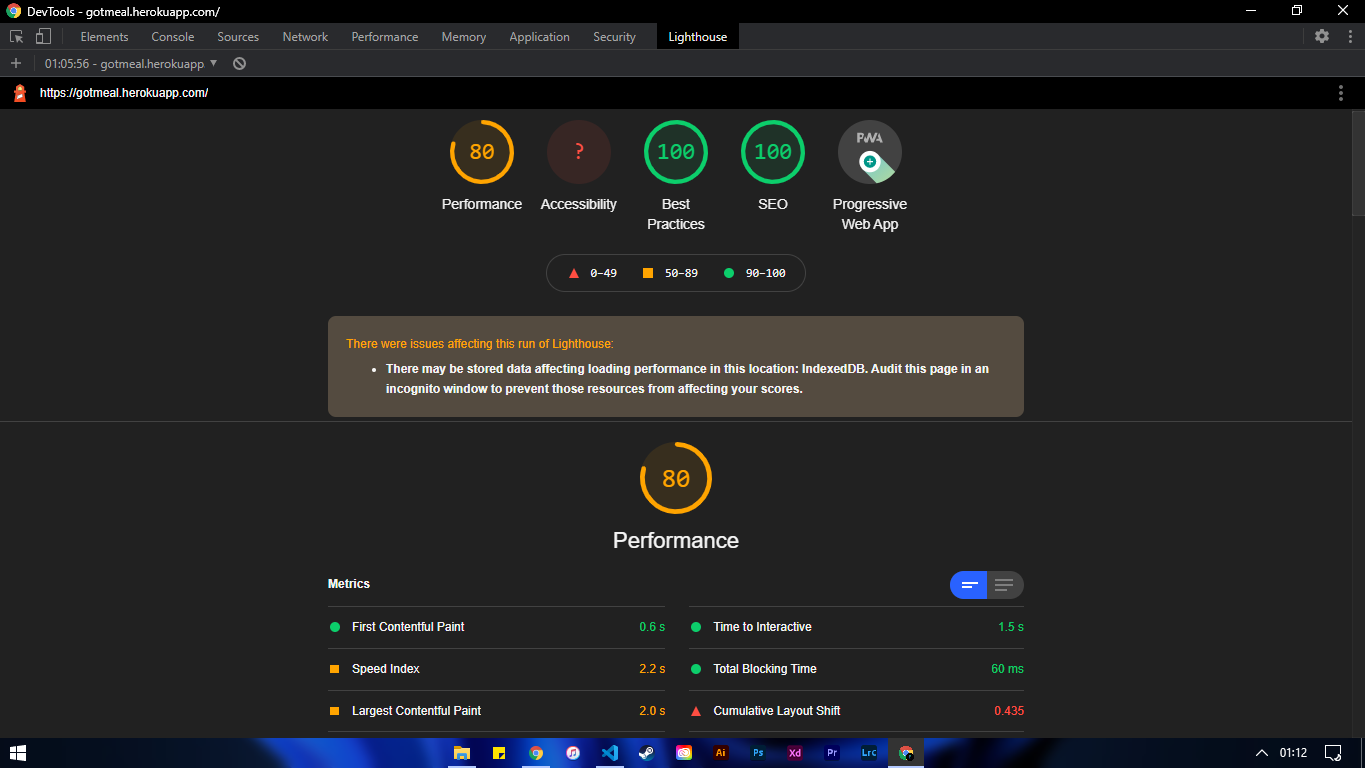 DevTools - gotmeal.herokuapp.com/
Elements Console Sources Network Performance Memory Application Security Lighthouse
01:05:56 - gotmeal.herokuapp
https://gotmeal.herokuapp.com/
80 ? 100 100 PWA
Performance Accessibility Best Practices SEO Progressive Web App
0–49 50–89 90–100
There were issues affecting this run of Lighthouse:
There may be stored data affecting loading performance in this location: IndexedDB. Audit this page in an
incognito window to prevent those resources from affecting your scores.
80
Performance
Metrics
First Contentful Paint 0.6 s Time to Interactive 1.5 s
Speed Index 2.2 s Total Blocking Time 60 ms
Largest Contentful Paint 2.0 s Cumulative Layout Shift 0.435
Ai Ps Xd Pr Lrc 01:12